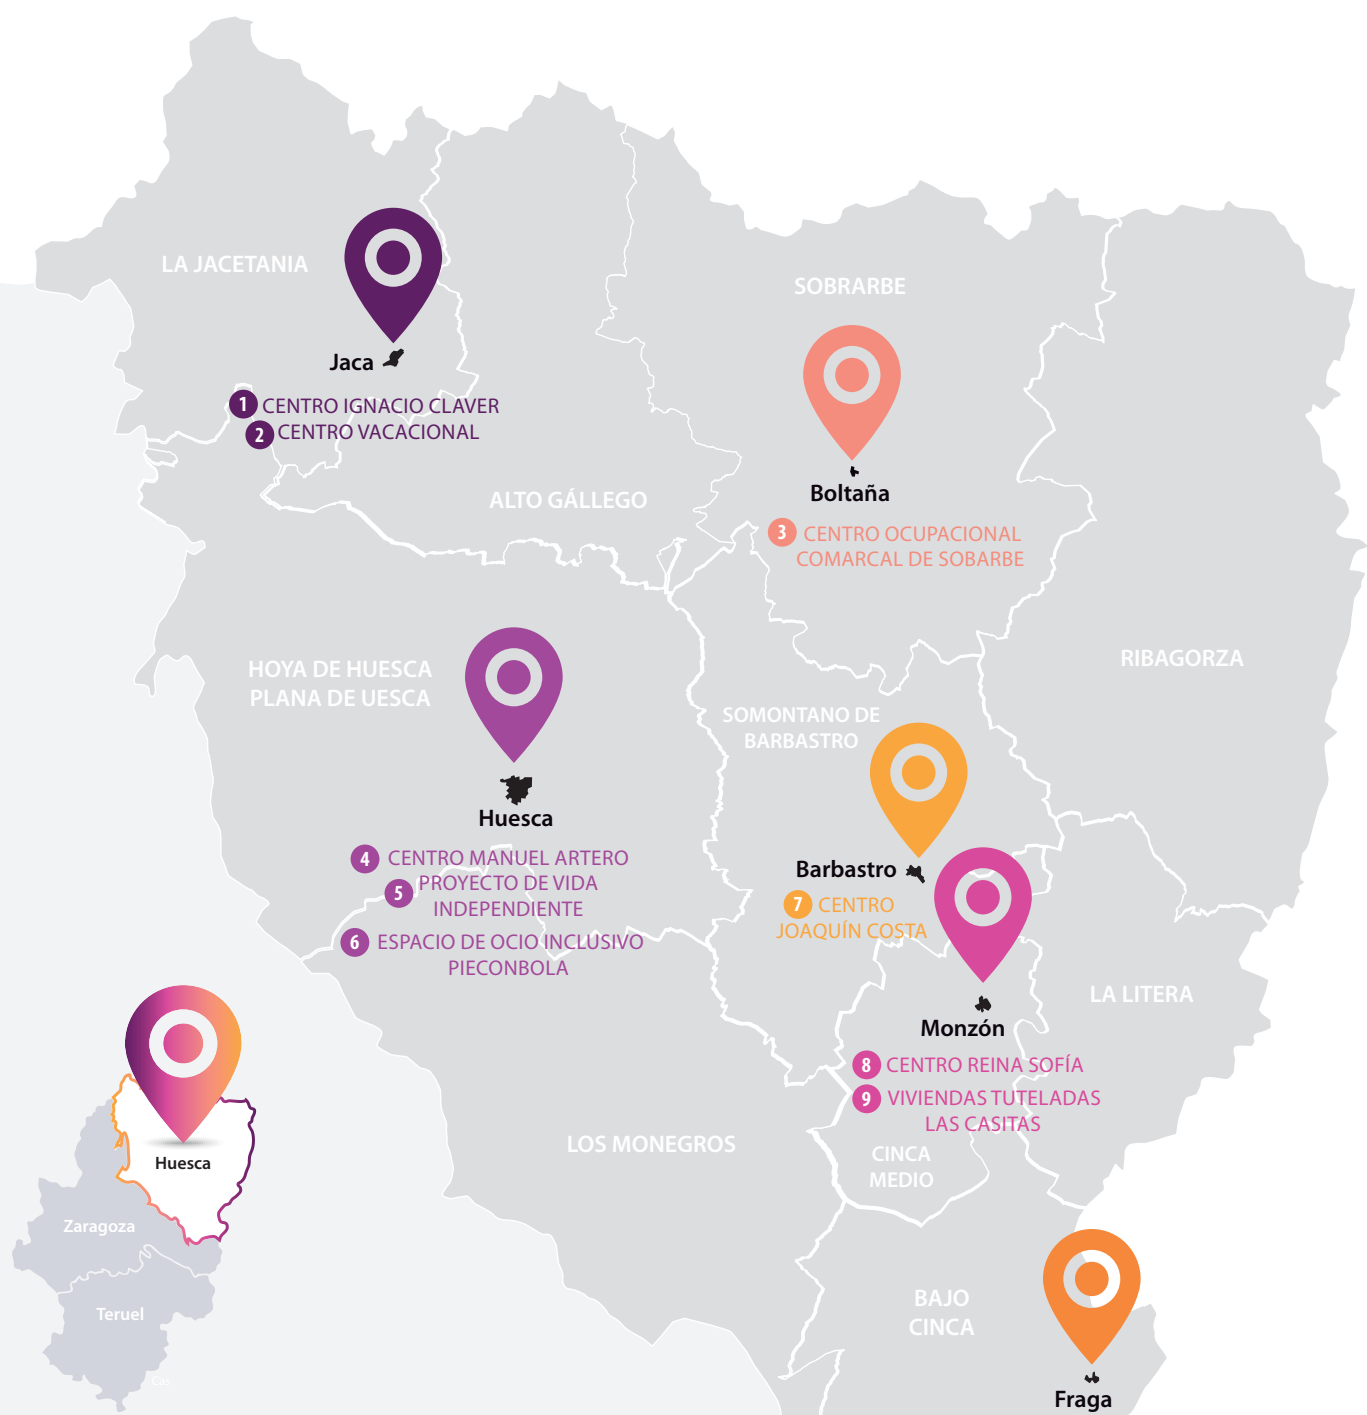 LA JACETANIA
SOBRARBE
Jaca
1 CENTRO IGNACIO CLAVER
2 CENTRO VACACIONAL
ALTO GÁLLEGO
Boltaña
3 CENTRO OCUPACIONAL
COMARCAL DE SOBARBE
HOYA DE HUESCA
PLANA DE UESCA
RIBAGORZA
SOMONTANO DE
BARBASTRO
Huesca
4 CENTRO MANUEL ARTERO
5 PROYECTO DE VIDA
INDEPENDIENTE
6 ESPACIO DE OCIO INCLUSIVO
PIECONBOLA
Barbastro
7 CENTRO
JOAQUÍN COSTA
LA LITERA
Monzón
8 CENTRO REINA SOFÍA
9 VIVIENDAS TUTELADAS
LAS CASITAS
LOS MONEGROS
CINCA
MEDIO
Huesca
Zaragoza
Teruel
Cas
BAJO
CINCA
Fraga